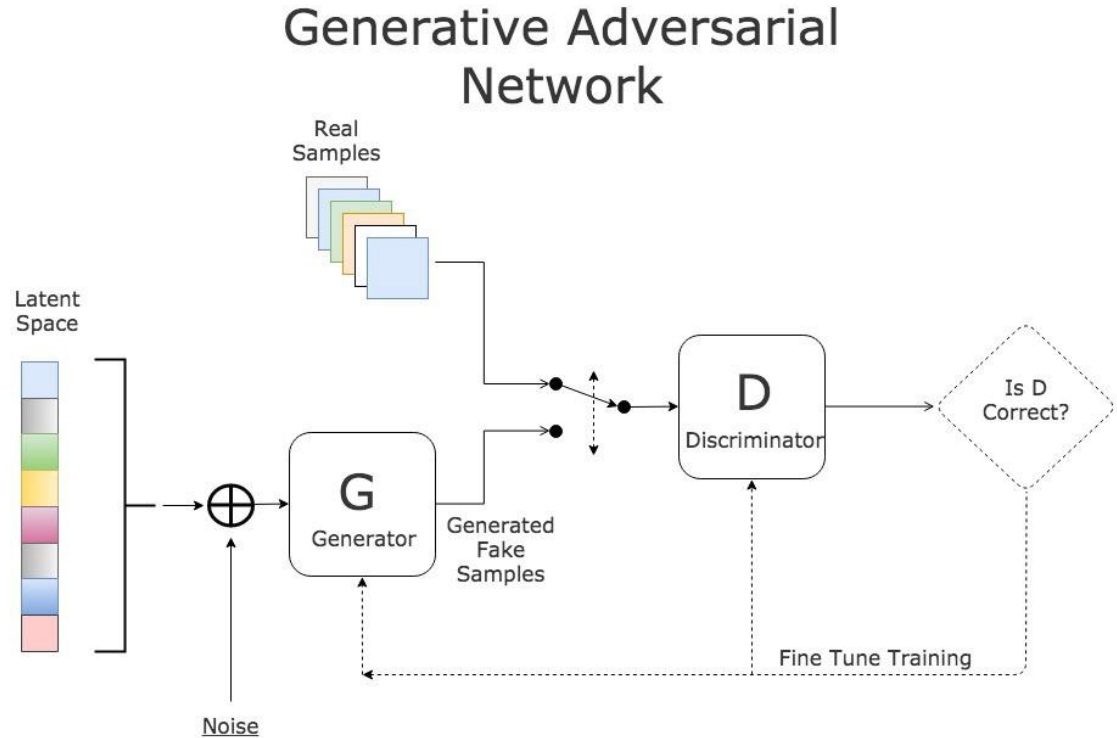 Generative Adversarial
Network
Real
Samples
Latent
Space
Is D
Correct?
D
Discriminator
G
Generator
Generated
Fake
Samples
Fine Tune Training
Noise